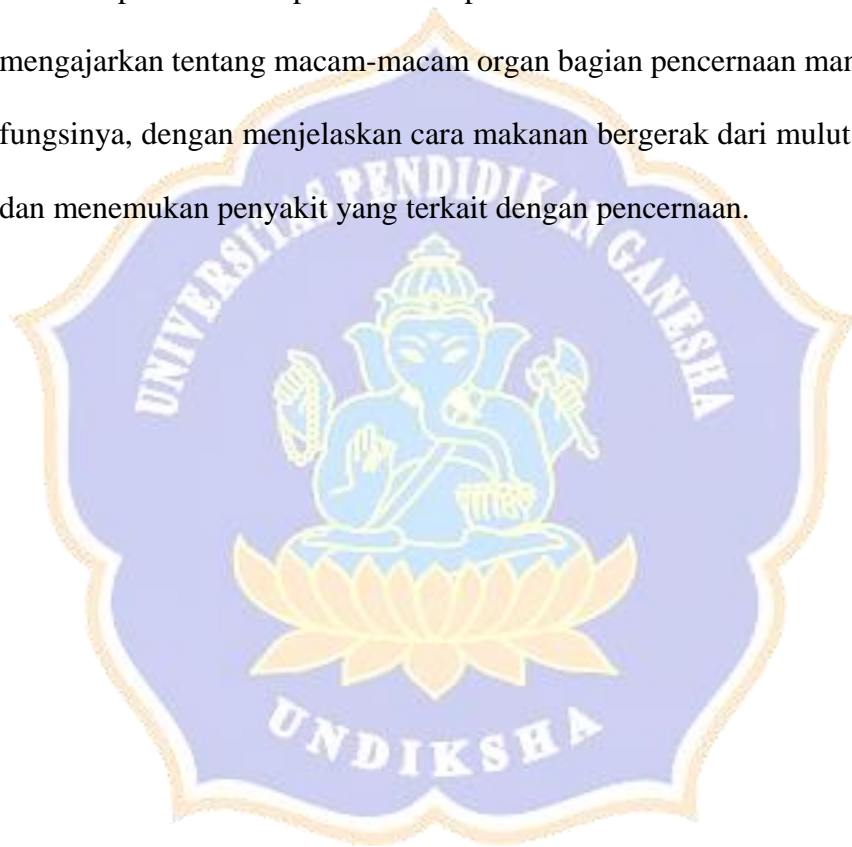 mengajarkan tentang macam-macam organ bagian pencernaan
fungsinya, dengan menjelaskan cara makanan bergerak dari mulut
dan menemukan penyakit yang terkait dengan pencernaan.
UNIVERSITAS PENDIDIKAN GANESHA
UNDIKSHA